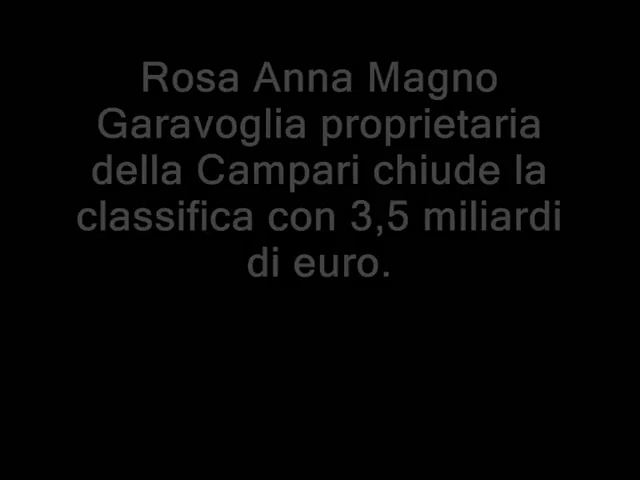 Rosa Anna Magno
Garavoglia proprietaria
della Campari chiude la
classifica con 3,5 miliardi
di euro.